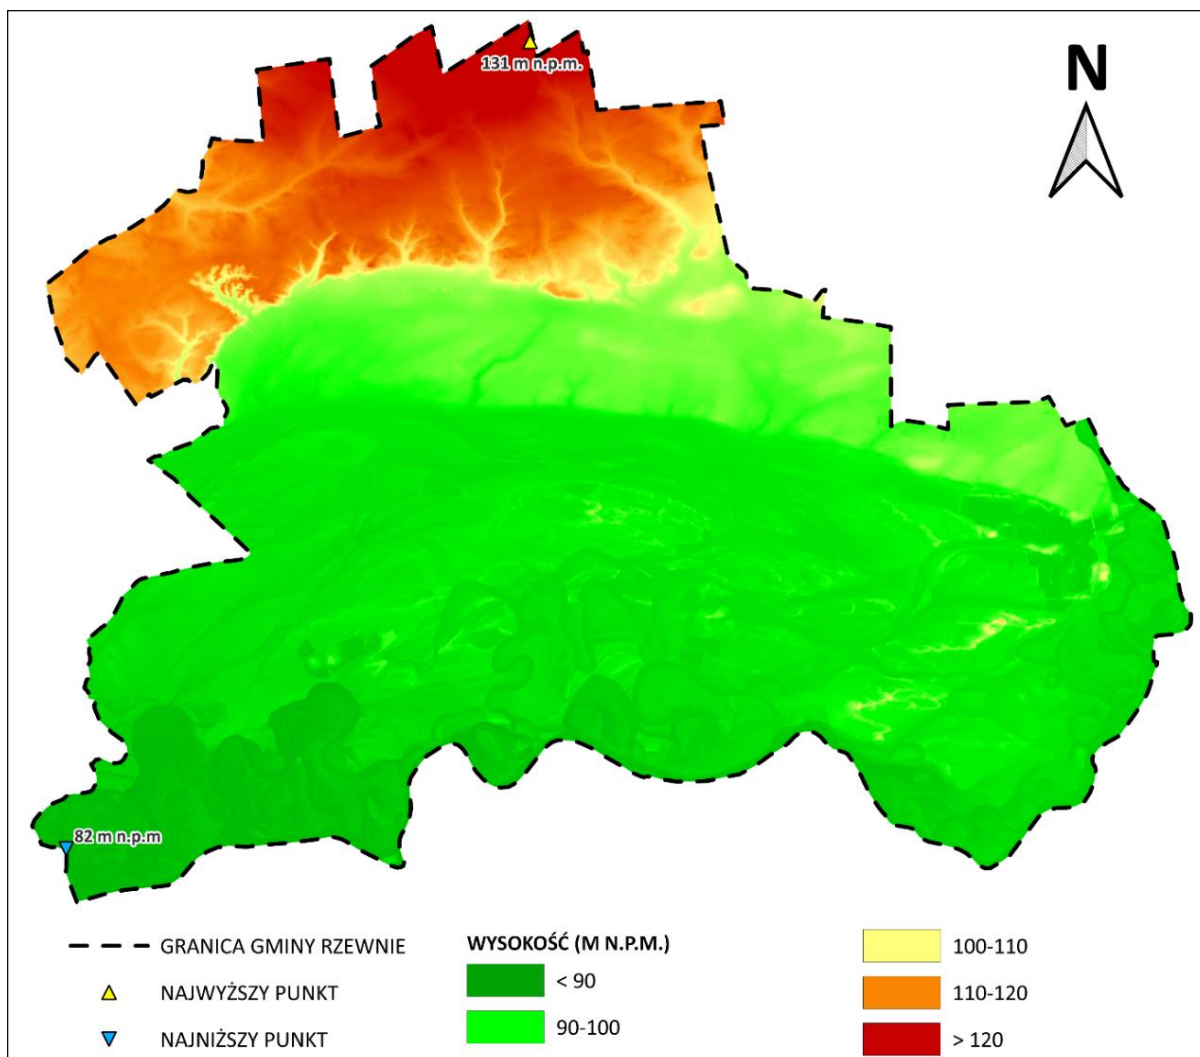 131 m n.p.m.
N
82 m n.p.m
GRANICA GMINY RZEWNIE
NAJWYŻSZY PUNKT
NAJNIŻSZY PUNKT
WYSOKOŚĆ (M N.P.M.)
< 90
90-100
100-110
110-120
> 120